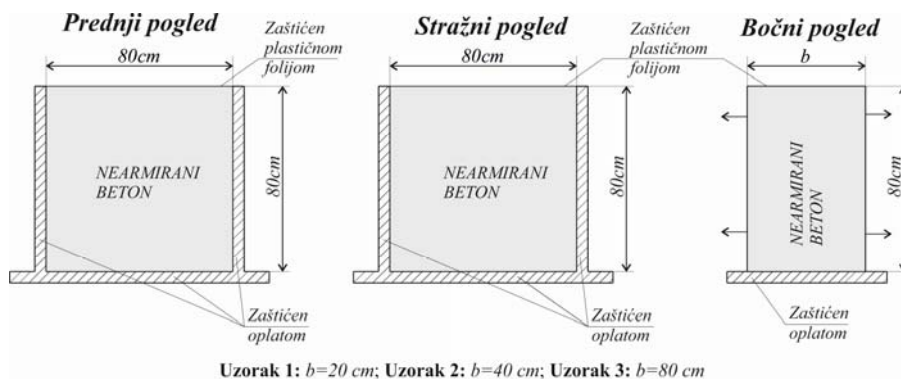 Prednji pogled
80cm
Zaštićen
plastičnom
folijom
80cm
NEARMIRANI
BETON
Zaštićen
oplatom
Stražni pogled
80cm
Zaštićen
plastičnom
folijom
80cm
NEARMIRANI
BETON
Zaštićen
oplatom
Bočni pogled
b
80cm
NEARMIRANI
BETON
Zaštićen
oplatom
Uzorak 1: b=20 cm; Uzorak 2: b=40 cm; Uzorak 3: b=80 cm